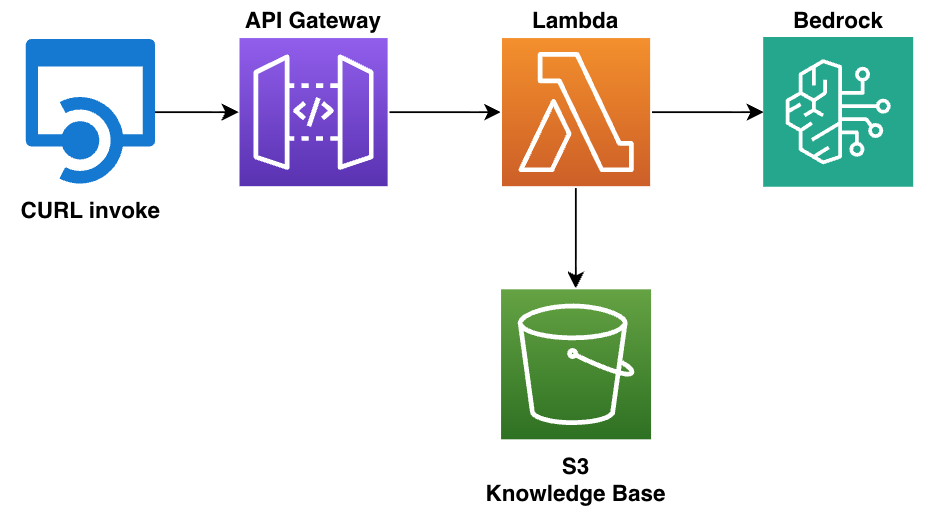 API Gateway
Lambda
Bedrock
</>
CURL invoke
S3
Knowledge Base